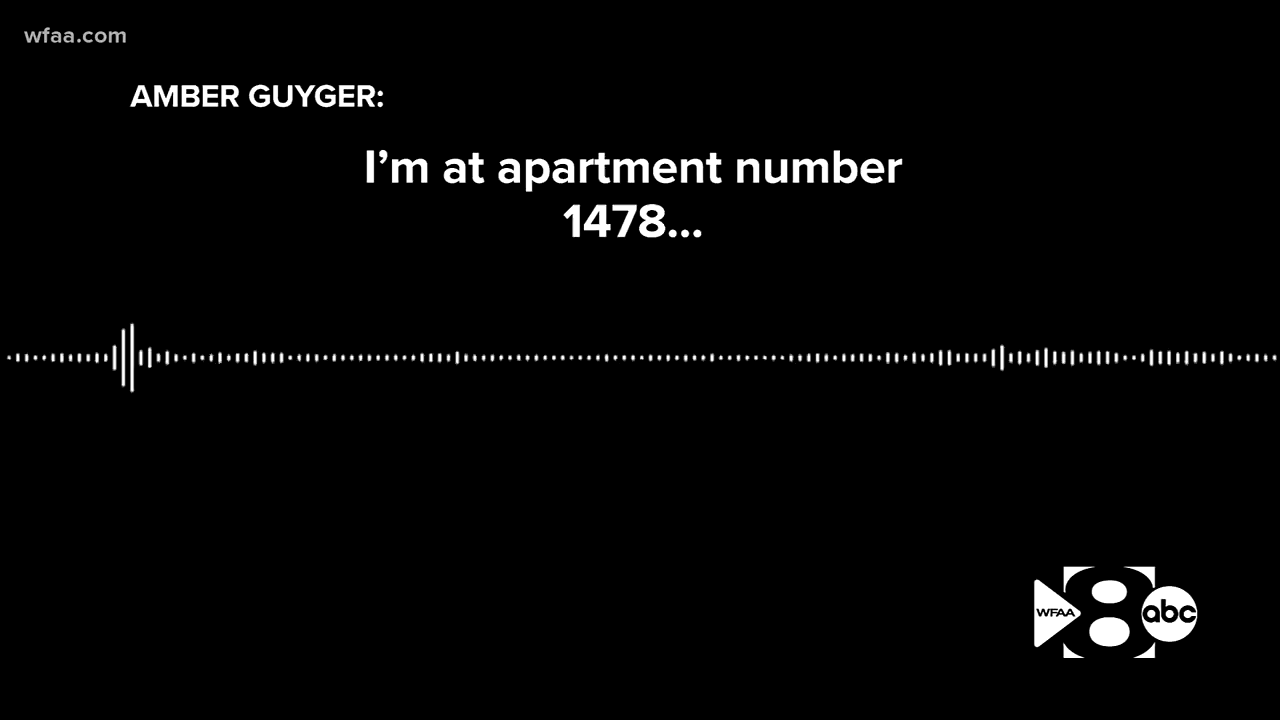 wfaa.com
AMBER GUYGER:
I’m at apartment number
1478...
WFAA 8 abc